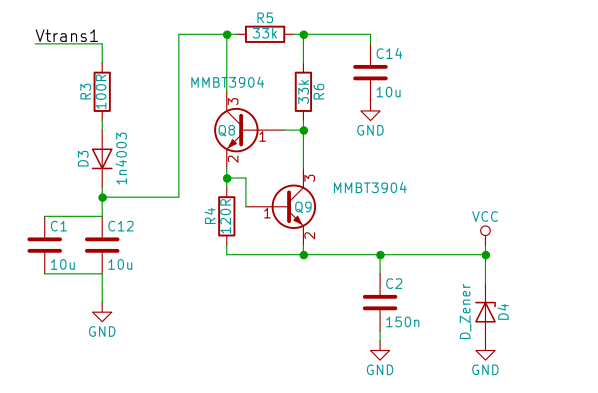 Vtrans1
R5
33k
C14
10u
GND
MMBT3904
R3
100R
33k
R6
3
Q8
1
2
D3
1n4003
MMBT3904
3
R4
120R
1
Q9
2
C1
10u
C12
10u
GND
VCC
C2
150n
GND
D_Zener
D4
GND